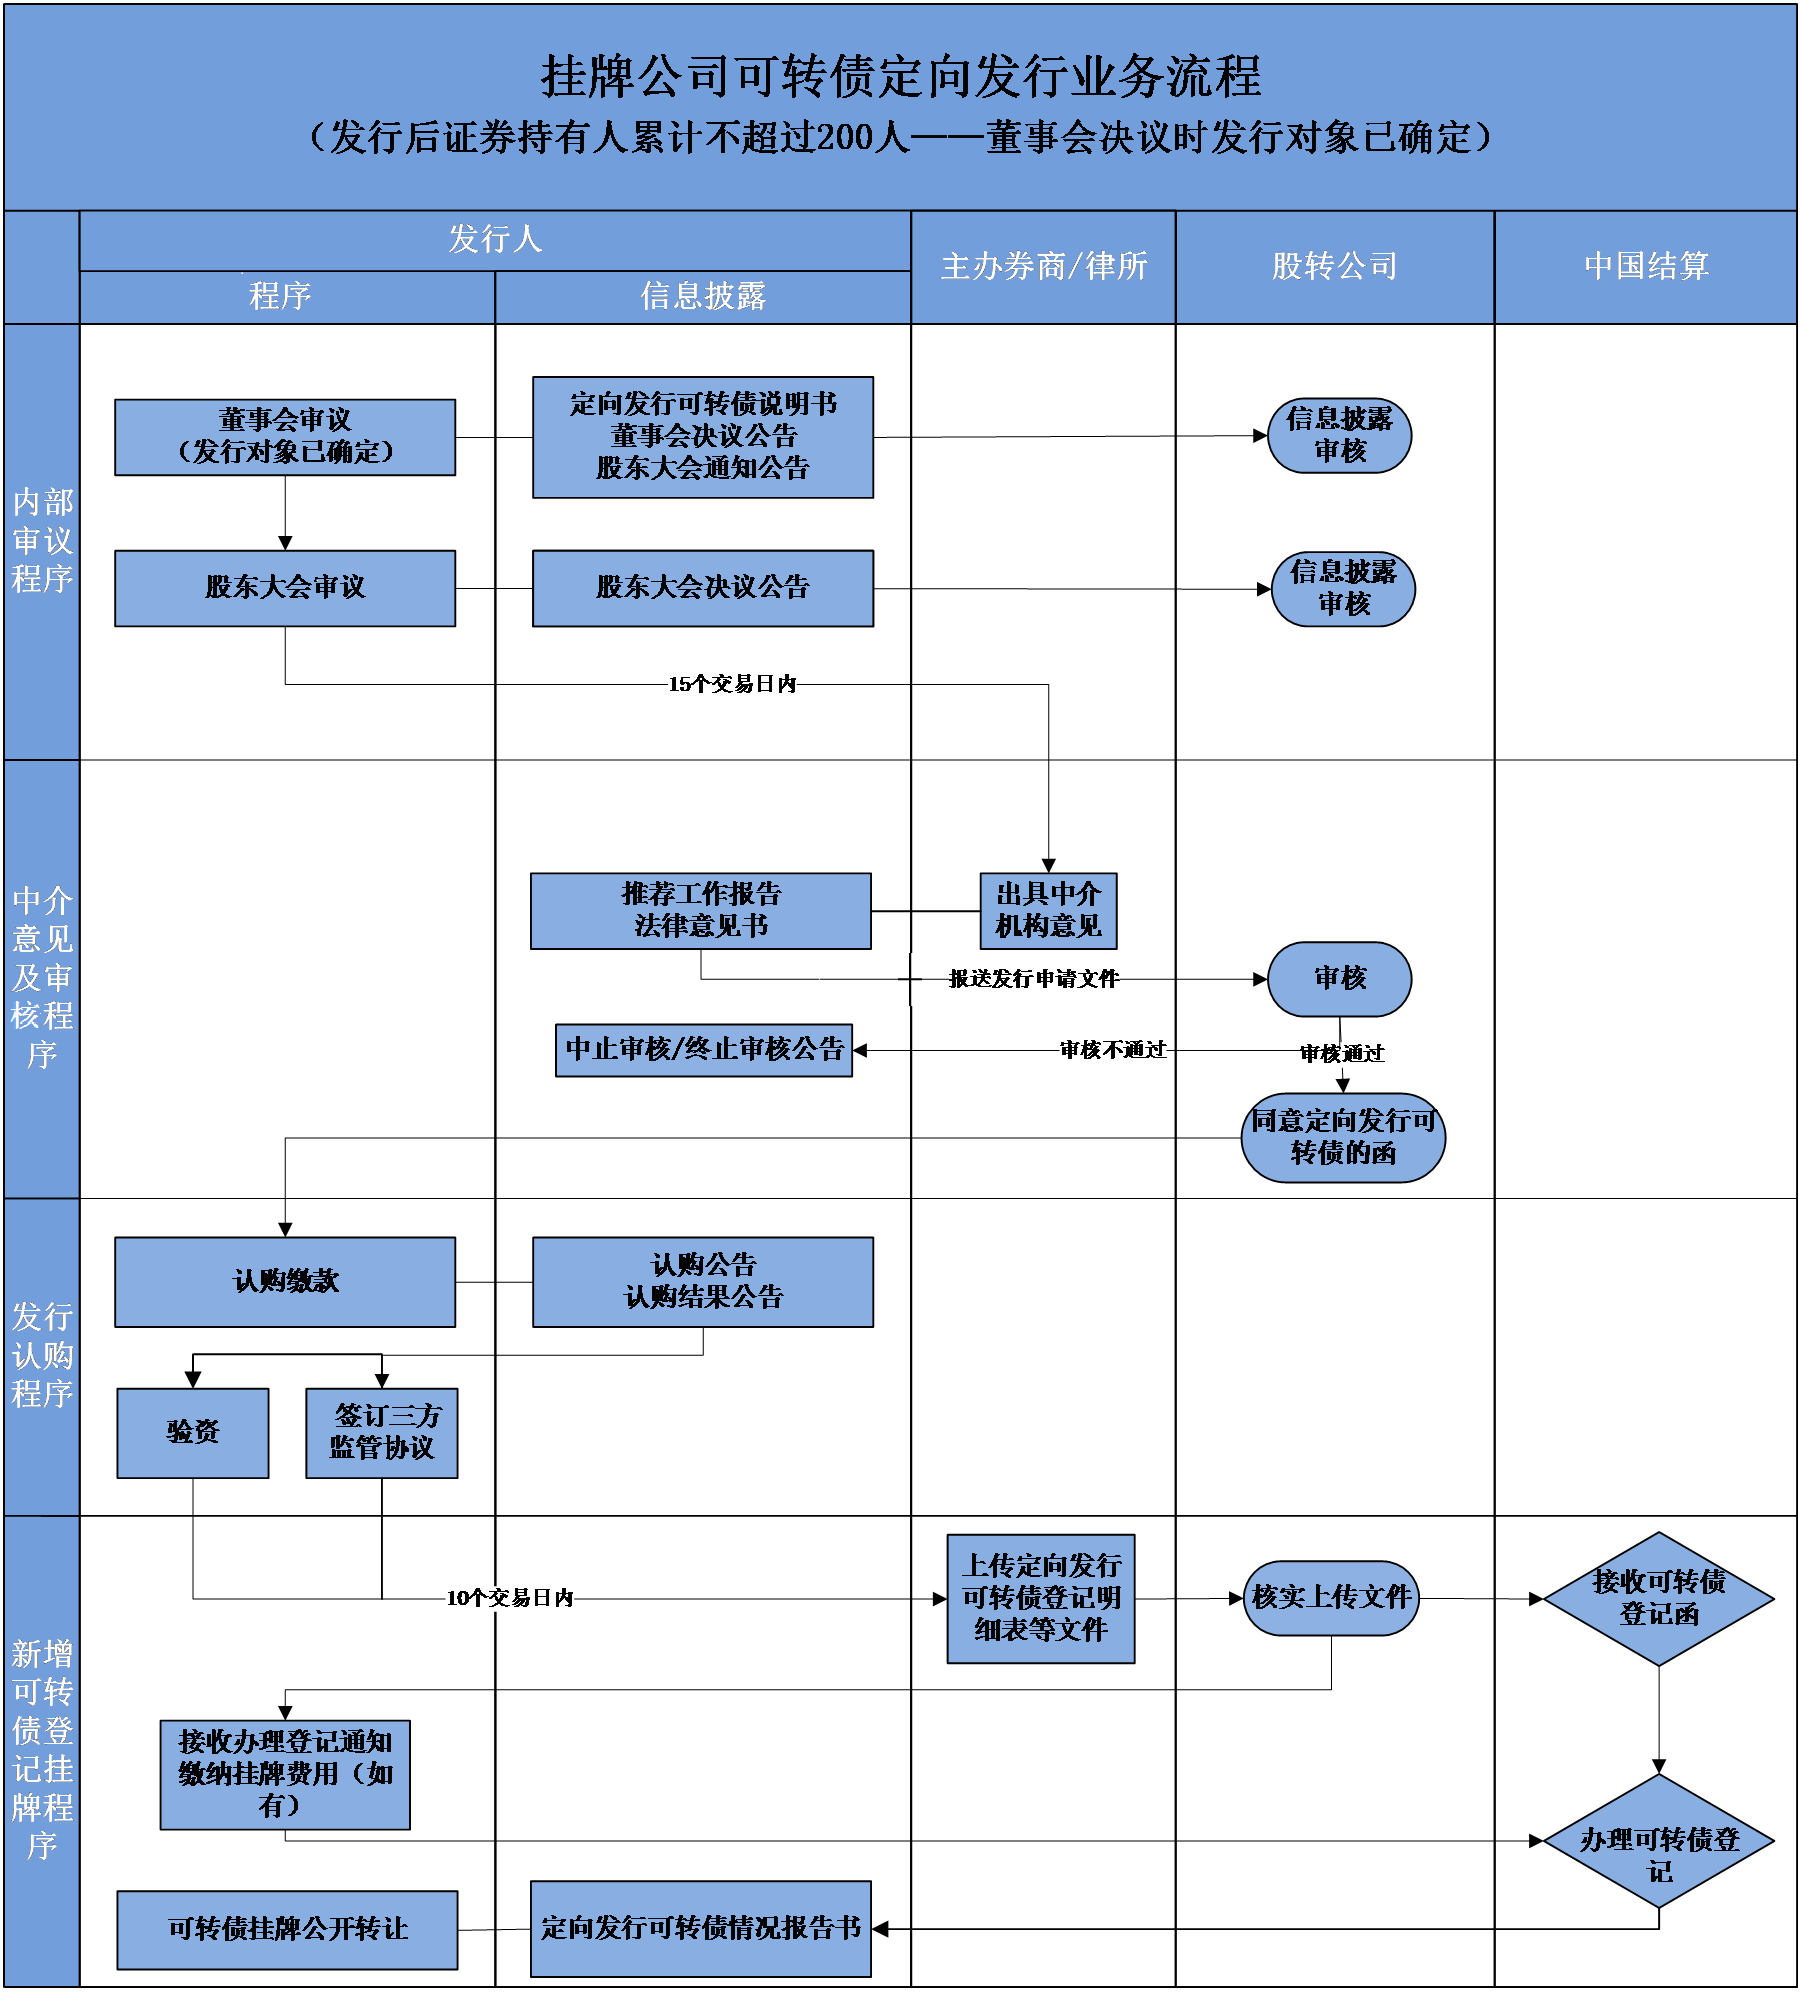 挂牌公司可转债定向发行业务流程
（发行后证券持有人累计不超过200人——董事会决议时发行对象已确定）
发行人
程序
信息披露
主办券商/律所
股转公司
中国结算
内部
审议
程序
董事会审议
（发行对象已确定）
定向发行可转债说明书
董事会决议公告
股东大会通知公告
信息披露
审核
股东大会审议
股东大会决议公告
信息披露
审核
15个交易日内
中介
意见
及审
核程
序
推荐工作报告
法律意见书
出具中介
机构意见
报送发行申请文件
审核
中止审核/终止审核公告
审核不通过
审核通过
同意定向发行可
转债的函
发行
认购
程序
认购缴款
认购公告
认购结果公告
验资
签订三方
监管协议
新增
可转
债登
记挂
牌程
序
10个交易日内
上传定向发行
可转债登记明
细表等文件
核实上传文件
接收可转债
登记函
接收办理登记通知
缴纳挂牌费用（如
有）
办理可转债登
记
可转债挂牌公开转让
定向发行可转债情况报告书